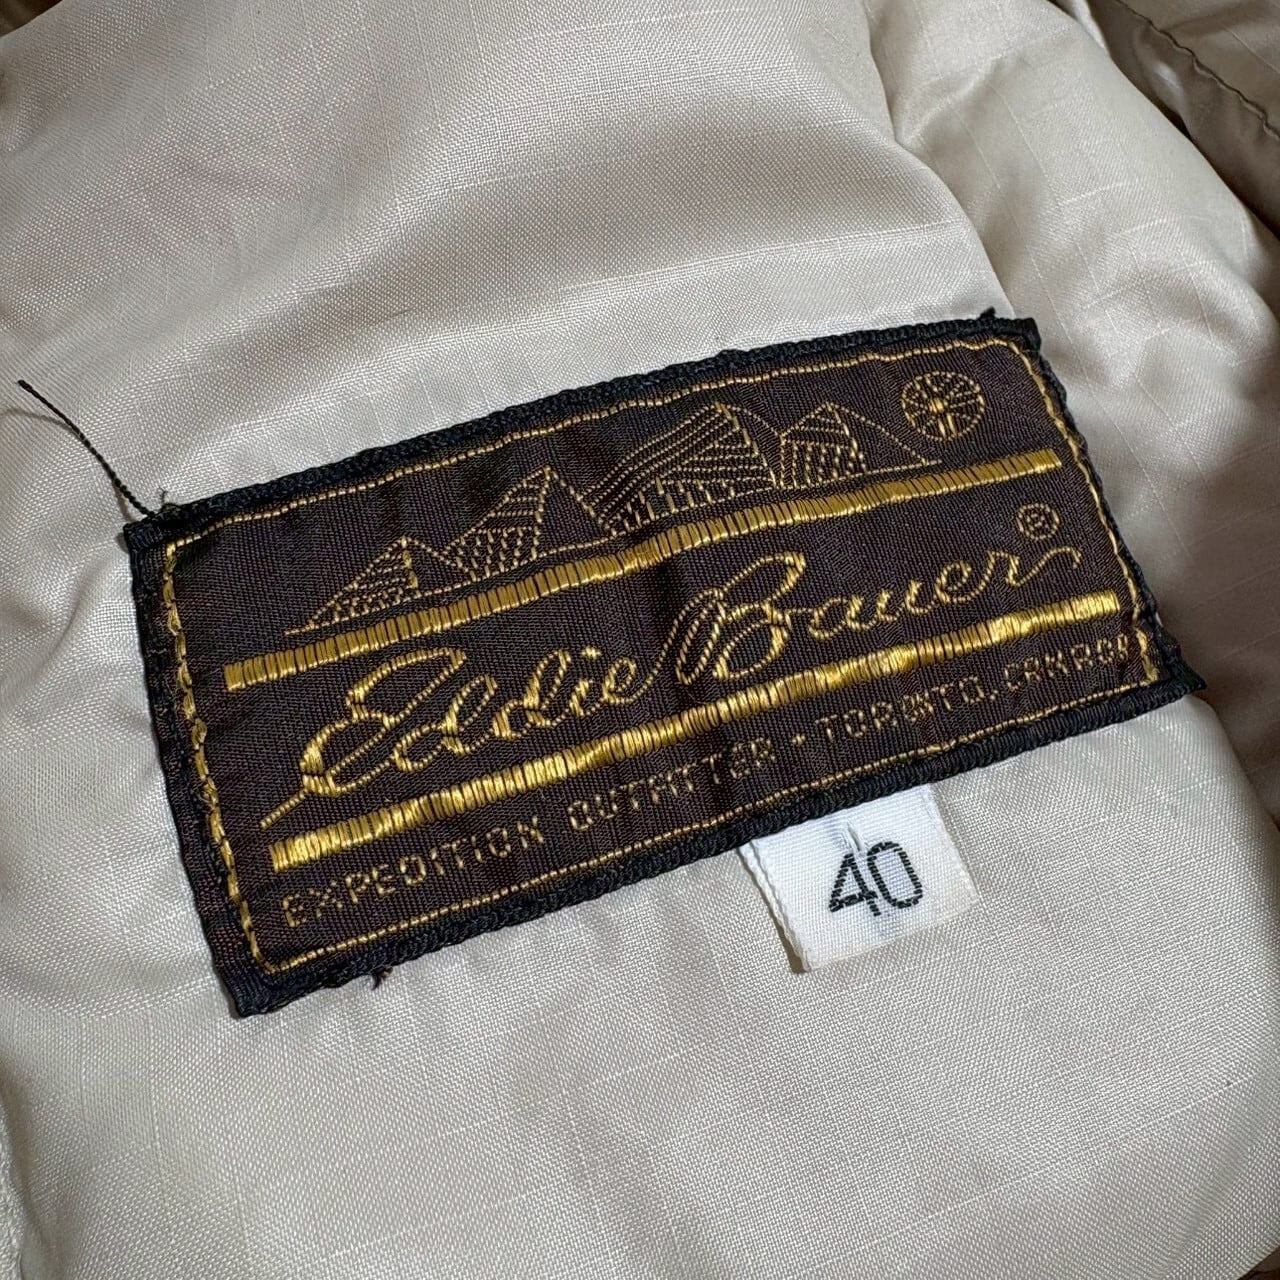 Eddie Bauer®
EXPEDITION OUTFITTER - TORONTO, CANADA
40